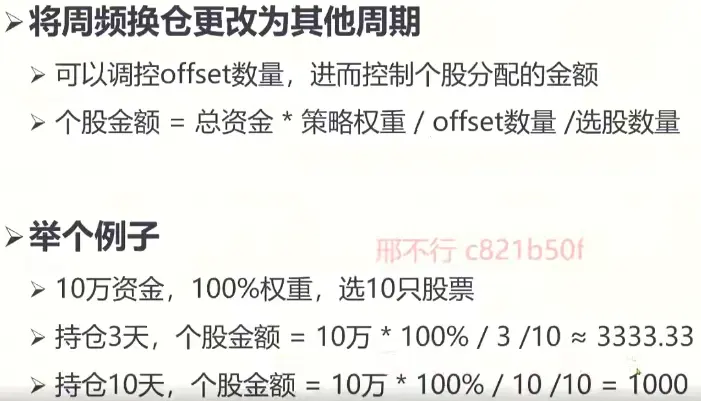 将周频换仓更改为其他周期
可以调控offset数量，进而控制个股分配的金额
个股金额 = 总资金 * 策略权重 / offset数量 /选股数量
举个例子
邢不行 c821b50f
10万资金，100%权重，选10只股票
持仓3天，个股金额 = 10万 * 100% / 3 /10 ≈ 3333.33
持仓10天，个股金额 = 10万 * 100% / 10 /10 = 1000